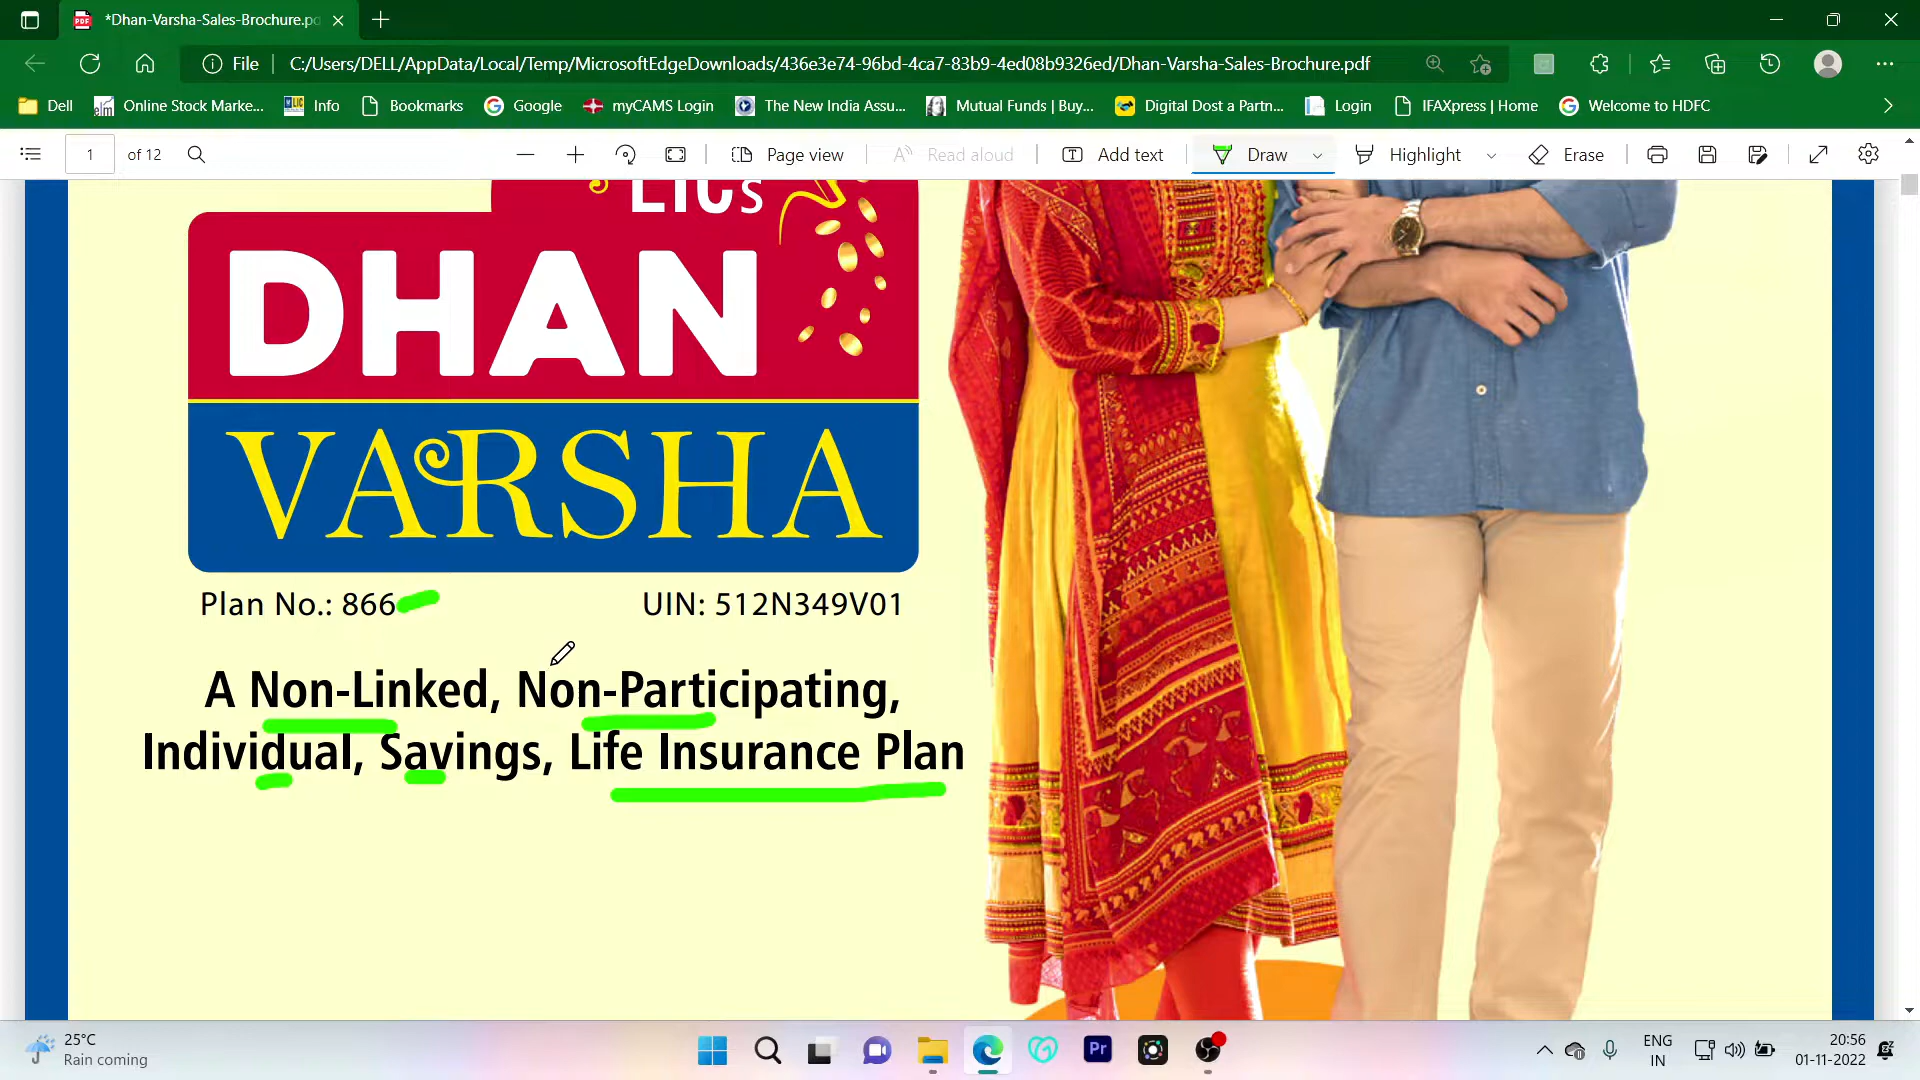 *Dhan-Varsha-Sales-Brochure.pd
File
C:/Users/DELL/AppData/Local/Temp/MicrosoftEdgeDownloads/436e3e74-96bd-4ca7-83b9-4ed08b9326ed/Dhan-Varsha-Sales-Brochure.pdf
Dell
Online Stock Marke...
Info
Bookmarks
Google
myCAMS Login
The New India Assu...
Mutual Funds | Buy...
Digital Dost a Partn...
Login
IFAXpress | Home
Welcome to HDFC
1 of 12
Page view
Read aloud
Add text
Draw
Highlight
Erase
LIC's
DHAN
VARSHA
Plan No.: 866 UIN: 512N349V01
A Non-Linked, Non-Participating,
Individual, Savings, Life Insurance Plan
25°C
Rain coming
Pr
ENG
IN
20:56
01-11-2022